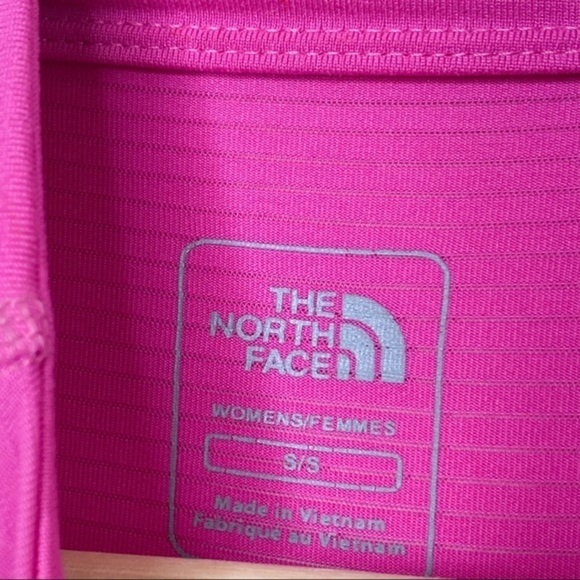 THE
NORTH
FACE
WOMENS/FEMMES
S/S
Made in Vietnam
Fabriqué au Vietnam